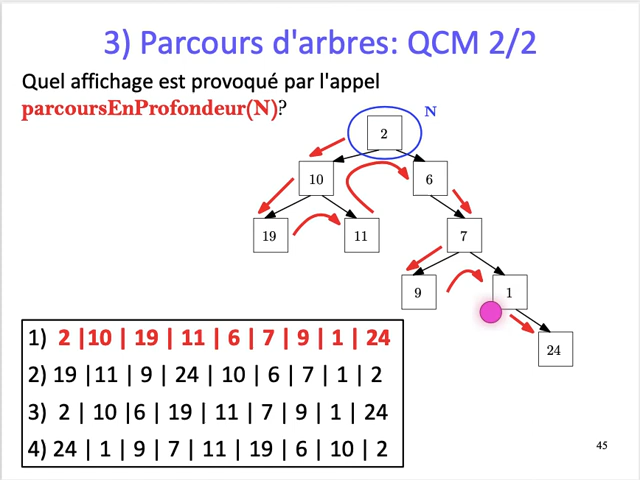 3) Parcours d'arbres: QCM 2/2
Quel affichage est provoqué par l'appel
parcoursEnProfondeur(N)?
N
2
10
6
19
11
7
9
1
24
1) 2 |10 | 19 | 11 | 6 | 7 | 9 | 1 | 24
2) 19 |11 | 9 | 24 | 10 | 6 | 7 | 1 | 2
3) 2 | 10 |6 | 19 | 11 | 7 | 9 | 1 | 24
4) 24 | 1 | 9 | 7 | 11 | 19 | 6 | 10 | 2
45